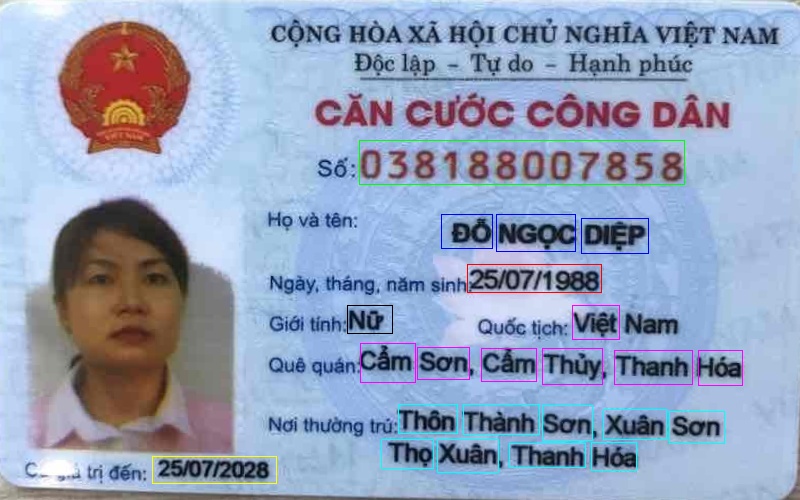 CỘNG HÒA XÃ HỘI CHỦ NGHĨA VIỆT NAM
Độc lập - Tự do - Hạnh phúc
CĂN CƯỚC CÔNG DÂN
Số: 038188007858
Họ và tên: ĐỖ NGỌC DIỆP
Ngày, tháng, năm sinh: 25/07/1988
Giới tính: Nữ Quốc tịch: Việt Nam
Quê quán: Cẩm Sơn, Cẩm Thủy, Thanh Hóa
Nơi thường trú: Thôn Thành Sơn, Xuân Sơn
Thọ Xuân, Thanh Hóa
trị đến: 25/07/2028